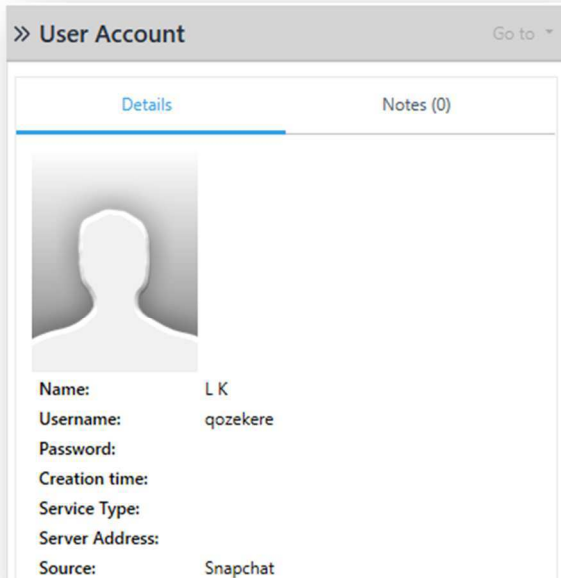 » User Account Go to
Details Notes (0)
Name: L K
Username: qozekere
Password:
Creation time:
Service Type:
Server Address:
Source: Snapchat